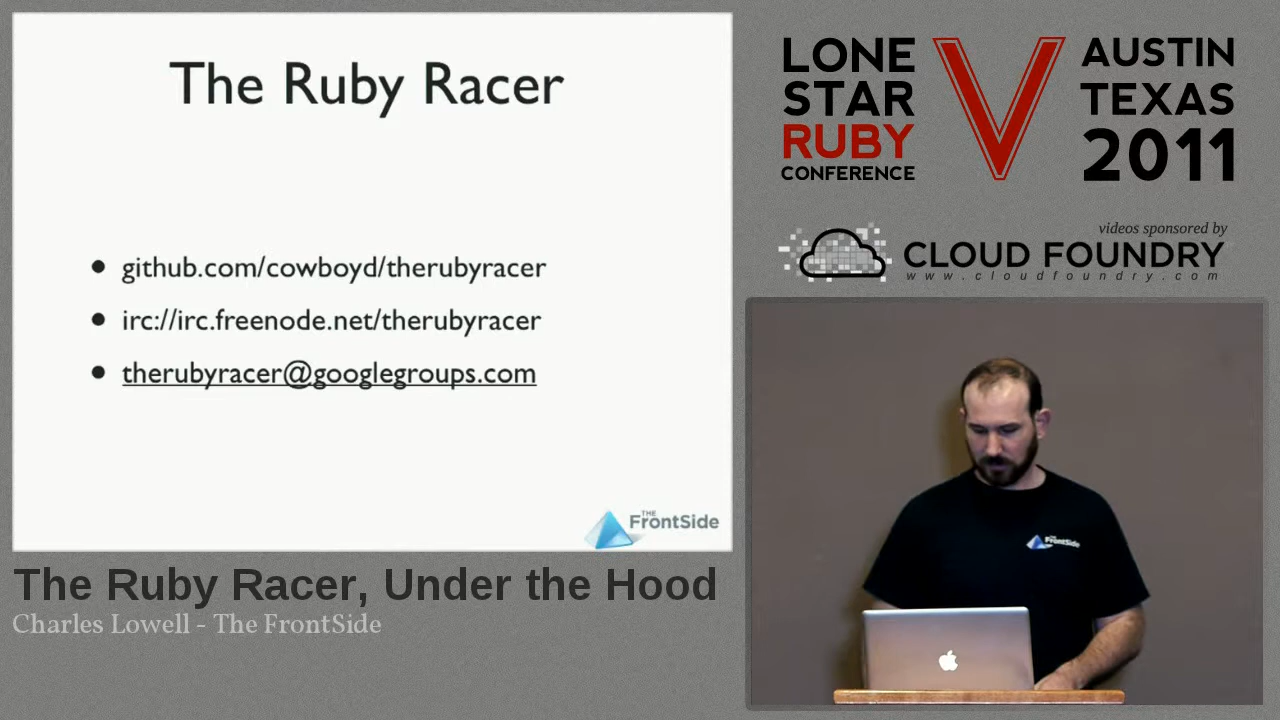 The Ruby Racer
• github.com/cowboyd/therubyracer
• irc://irc.freenode.net/therubyracer
• therubyracer@googlegroups.com
THE
FrontSide
The Ruby Racer, Under the Hood
Charles Lowell - The FrontSide
LONE
STAR
RUBY
CONFERENCE
V
AUSTIN
TEXAS
2011
videos sponsored by
CLOUD FOUNDRY
www.cloudfoundry.com
THE
FrontSide